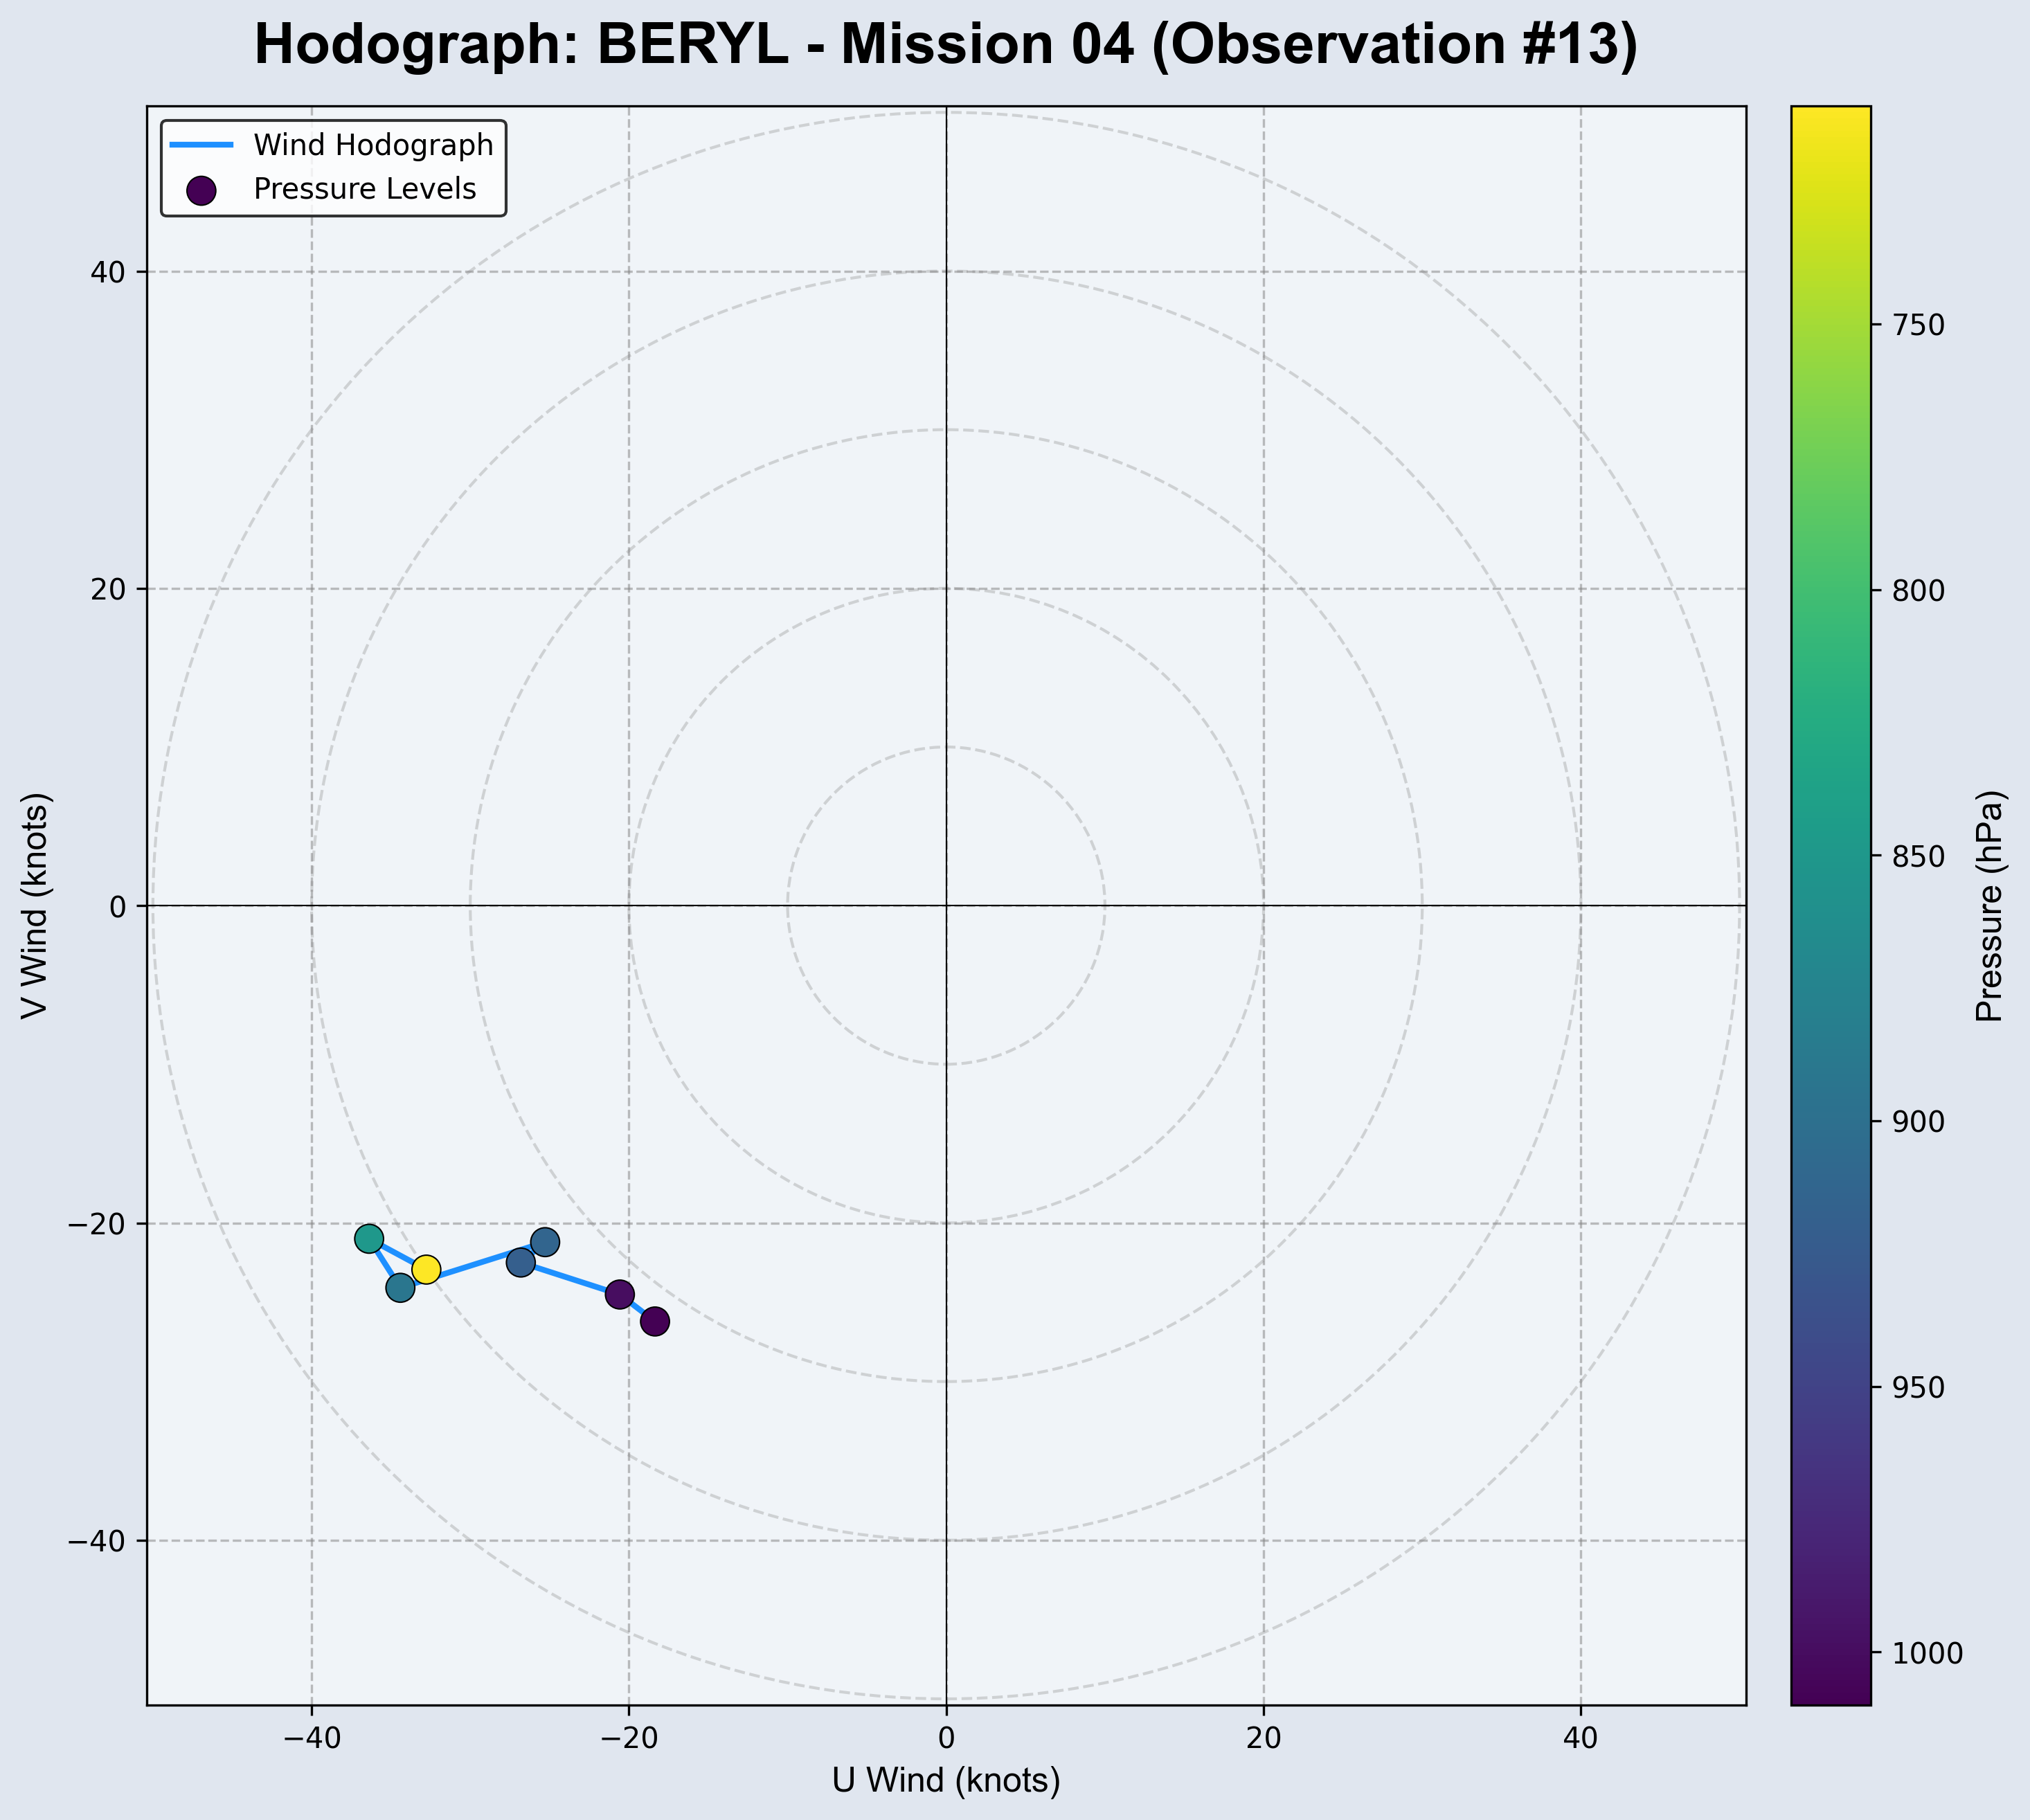 Hodograph: BERYL - Mission 04 (Observation #13)
Wind Hodograph
Pressure Levels
40
20
0
−20
−40
V Wind (knots)
−40
−20
0
20
40
U Wind (knots)
750
800
850
900
950
1000
Pressure (hPa)